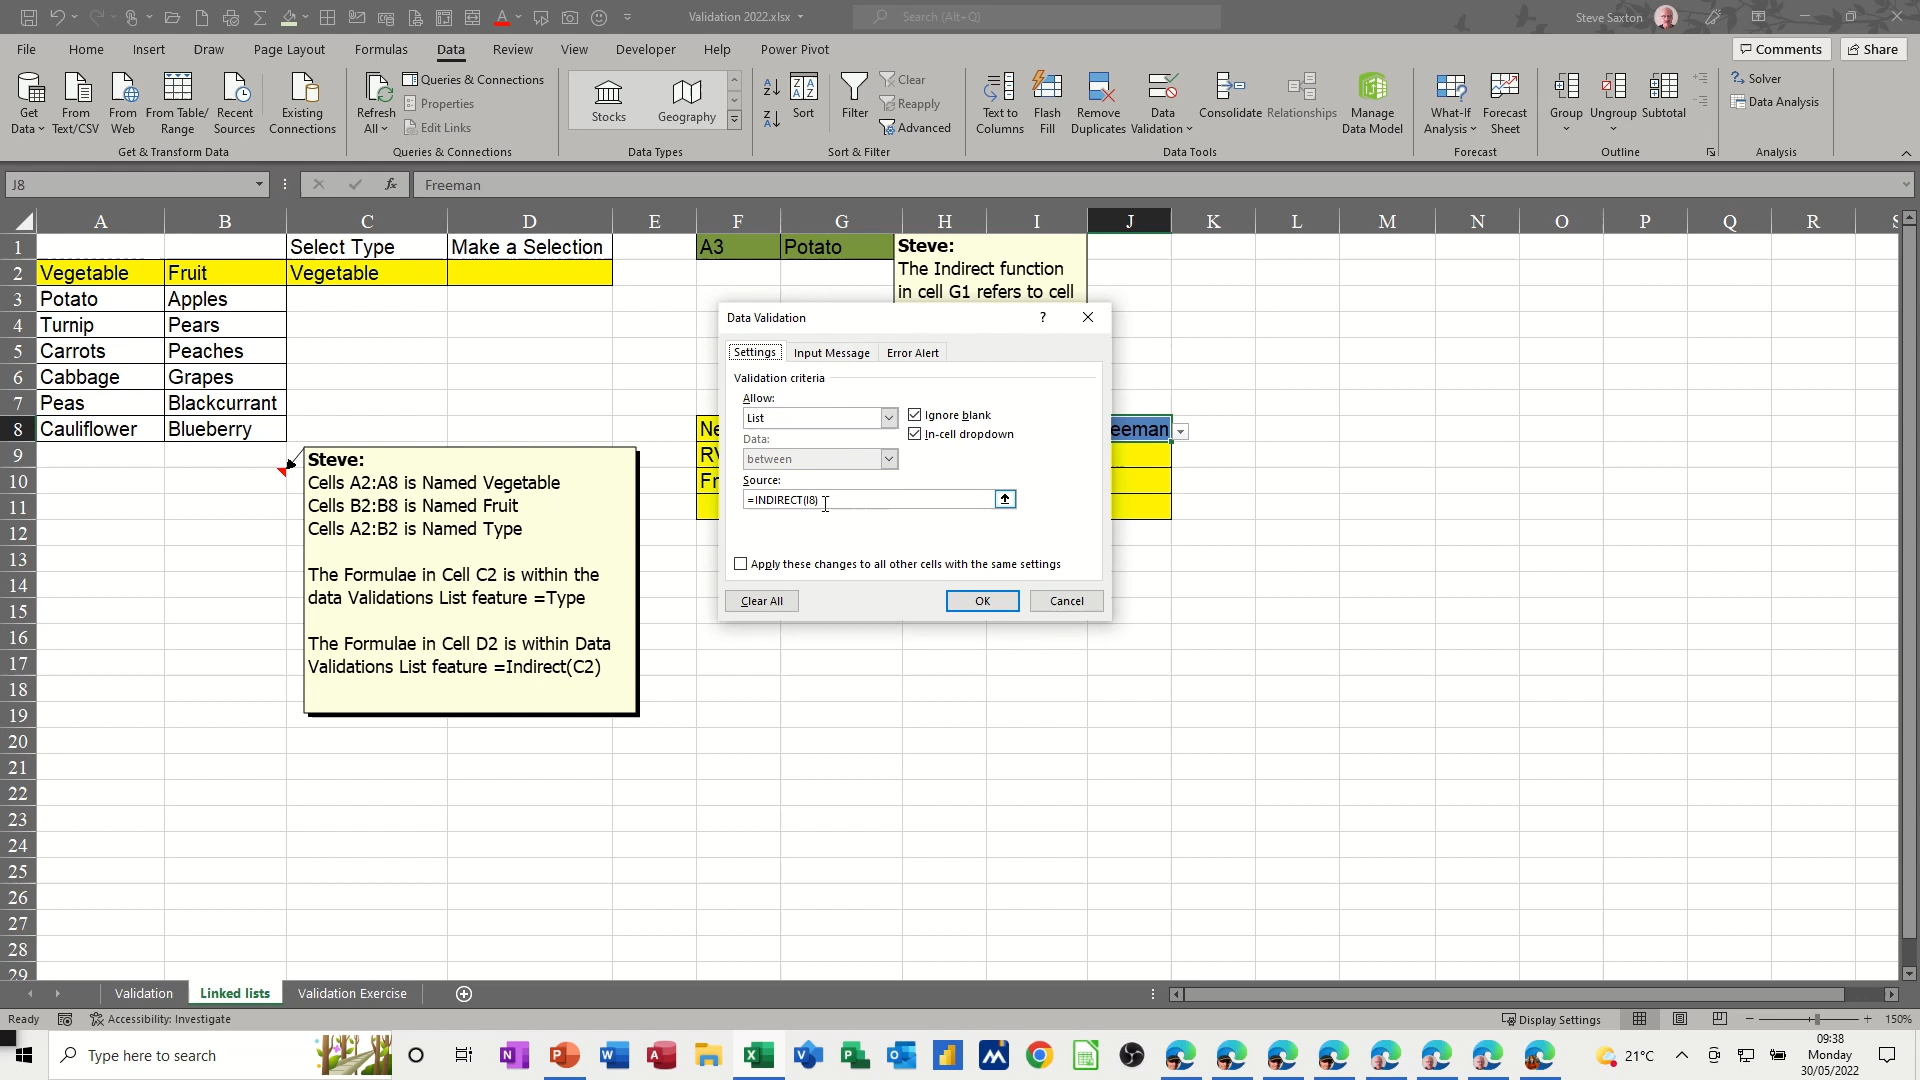 Validation 2022.xlsx
Search (Alt+Q)
Steve Saxton
File Home Insert Draw Page Layout Formulas Data Review View Developer Help Power Pivot
Comments Share
Get Data
From Text/CSV
From Web
From Table/ Range
Recent Sources
Existing Connections
Get & Transform Data
Refresh All
Queries & Connections
Properties
Edit Links
Queries & Connections
Stocks
Geography
Data Types
Sort
Filter
Clear
Reapply
Advanced
Sort & Filter
Text to Columns
Flash Fill
Remove Duplicates
Data Validation
Consolidate
Relationships
Manage Data Model
Data Tools
What-If Analysis
Forecast Sheet
Forecast
Group
Ungroup
Subtotal
Outline
Solver
Data Analysis
Analysis
J8
fx
Freeman
A B C D E F G H I J K L M N O P Q R S
1 Select Type Make a Selection A3 Potato
2 Vegetable Fruit Vegetable
3 Potato Apples
4 Turnip Pears
5 Carrots Peaches
6 Cabbage Grapes
7 Peas Blackcurrant
8 Cauliflower Blueberry Ne eeman
9 RV
10 Fr
11
12
13
14
15
16
17
18
19
20
21
22
23
24
25
26
27
28
29
Steve:
The Indirect function
in cell G1 refers to cell
Steve:
Cells A2:A8 is Named Vegetable
Cells B2:B8 is Named Fruit
Cells A2:B2 is Named Type
The Formulae in Cell C2 is within the
data Validations List feature =Type
The Formulae in Cell D2 is within Data
Validations List feature =Indirect(C2)
Data Validation
?
Settings Input Message Error Alert
Validation criteria
Allow:
List
Ignore blank
In-cell dropdown
Data:
between
Source:
=INDIRECT(I8)
Apply these changes to all other cells with the same settings
Clear All OK Cancel
Validation Linked lists Validation Exercise
Ready Accessibility: Investigate
Display Settings
150%
Type here to search
21°C
09:38
Monday
30/05/2022